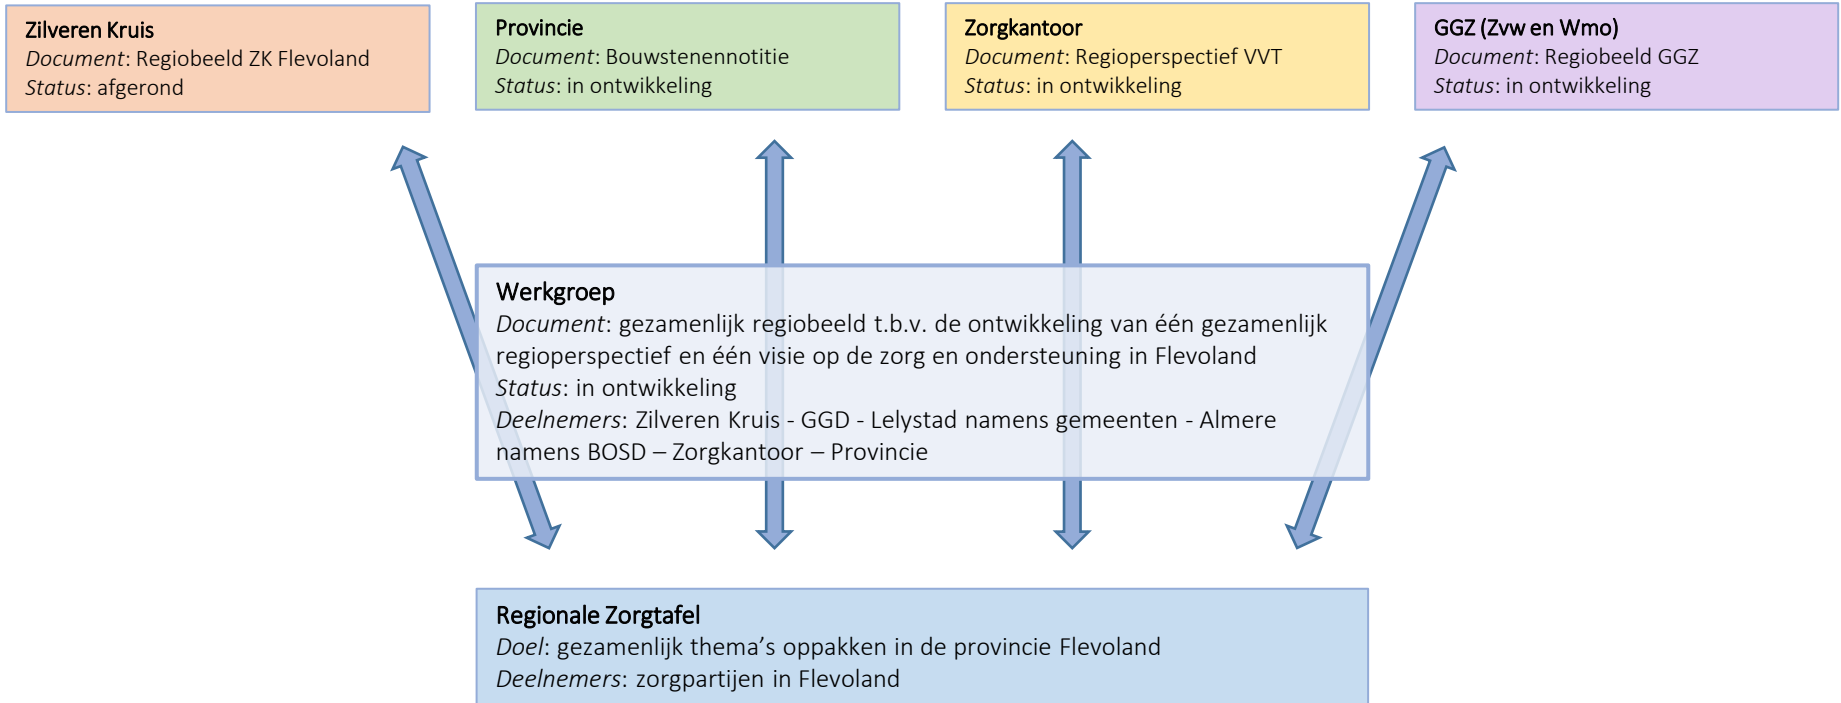 Zilveren Kruis
Document: Regiobeeld ZK Flevoland
Status: afgerond
Provincie
Document: Bouwstenennotitie
Status: in ontwikkeling
Zorgkantoor
Document: Regioperspectief VVT
Status: in ontwikkeling
GGZ (Zvw en Wmo)
Document: Regiobeeld GGZ
Status: in ontwikkeling
Werkgroep
Document: gezamenlijk regiobeeld t.b.v. de ontwikkeling van één gezamenlijk
regioperspectief en één visie op de zorg en ondersteuning in Flevoland
Status: in ontwikkeling
Deelnemers: Zilveren Kruis - GGD - Lelystad namens gemeenten - Almere
namens BOSD – Zorgkantoor – Provincie
Regionale Zorgtafel
Doel: gezamenlijk thema’s oppakken in de provincie Flevoland
Deelnemers: zorgpartijen in Flevoland